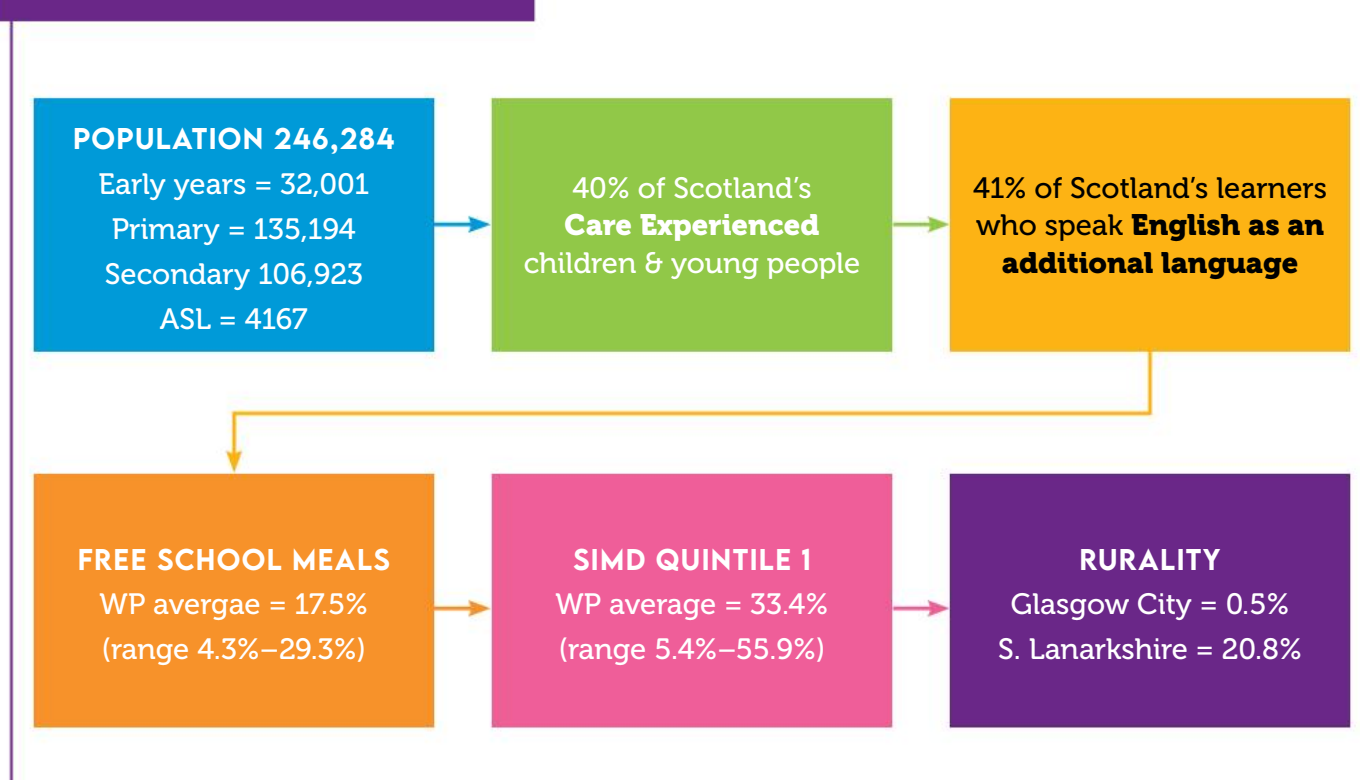 POPULATION 246,284
Early years = 32,001
Primary = 135,194
Secondary 106,923
ASL = 4167
40% of Scotland's
Care Experienced
children & young people
41% of Scotland's learners
who speak English as an
additional language
FREE SCHOOL MEALS
WP avergae = 17.5%
(range 4.3%–29.3%)
SIMD QUINTILE 1
WP average = 33.4%
(range 5.4%–55.9%)
RURALITY
Glasgow City = 0.5%
S. Lanarkshire = 20.8%